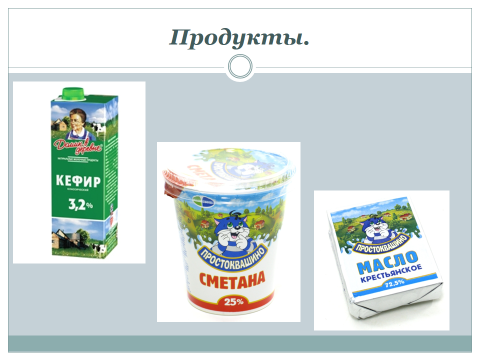 Продукты.
Домик в
деревне
КЕФИР
3,2%
ПРОСТОКВАШИНО
СМЕТАНА
25%
ПРОСТОКВАШИНО
МАСЛО
КРЕСТЬЯНСКОЕ
72,5%